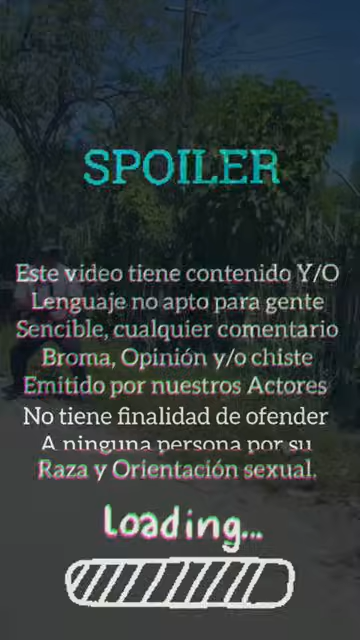 SPOILER
Este video tiene contenido Y/O
Lenguaje no apto para gente
Sencible, cualquier comentario
Broma, Opinión y/o chiste
Emitido por nuestros Actores
No tiene finalidad de ofender
A ninguna persona por su
Raza y Orientación sexual.
Loading...